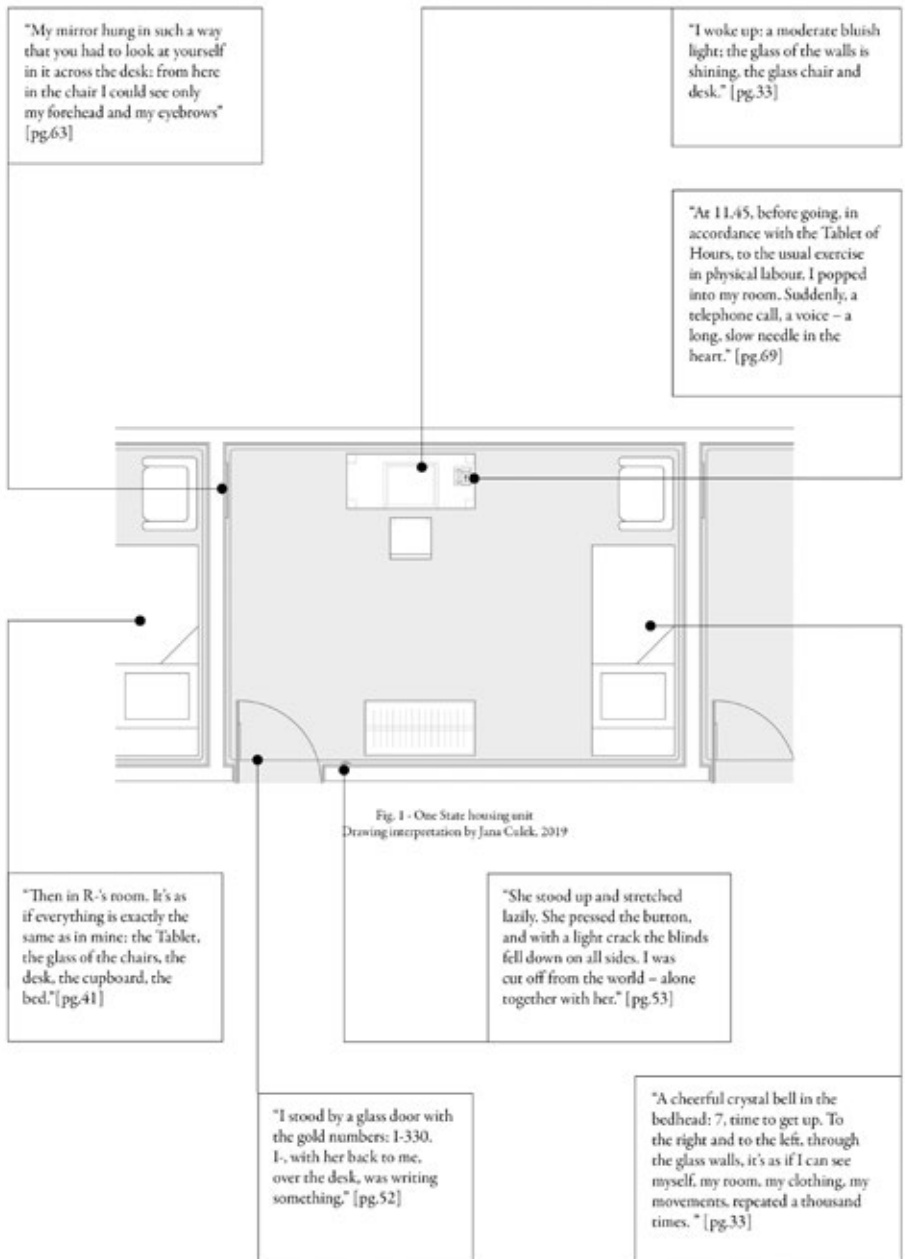 "My mirror hung in such a way
that you had to look at yourself
in it across the desk: from here
in the chair I could see only
my forehead and my eyebrows"
[pg.63]
"I woke up: a moderate bluish
light; the glass of the walls is
shining, the glass chair and
desk." [pg.33]
"At 11.45, before going, in
accordance with the Tablet of
Hours, to the usual exercise
in physical labour, I popped
into my room. Suddenly, a
telephone call, a voice – a
long, slow needle in the
heart." [pg.69]
Fig. 1 - One State housing unit
Drawing interpretation by Jana Culek, 2019
"Then in R-'s room. It's as
if everything is exactly the
same as in mine: the Tablet,
the glass of the chairs, the
desk, the cupboard, the
bed."[pg.41]
"She stood up and stretched
lazily. She pressed the button,
and with a light crack the blinds
fell down on all sides. I was
cut off from the world – alone
together with her." [pg.53]
"I stood by a glass door with
the gold numbers: I-330.
I-, with her back to me,
over the desk, was writing
something." [pg.52]
"A cheerful crystal bell in the
bedhead: 7, time to get up. To
the right and to the left, through
the glass walls, it's as if I can see
myself, my room, my clothing, my
movements, repeated a thousand
times. " [pg.33]